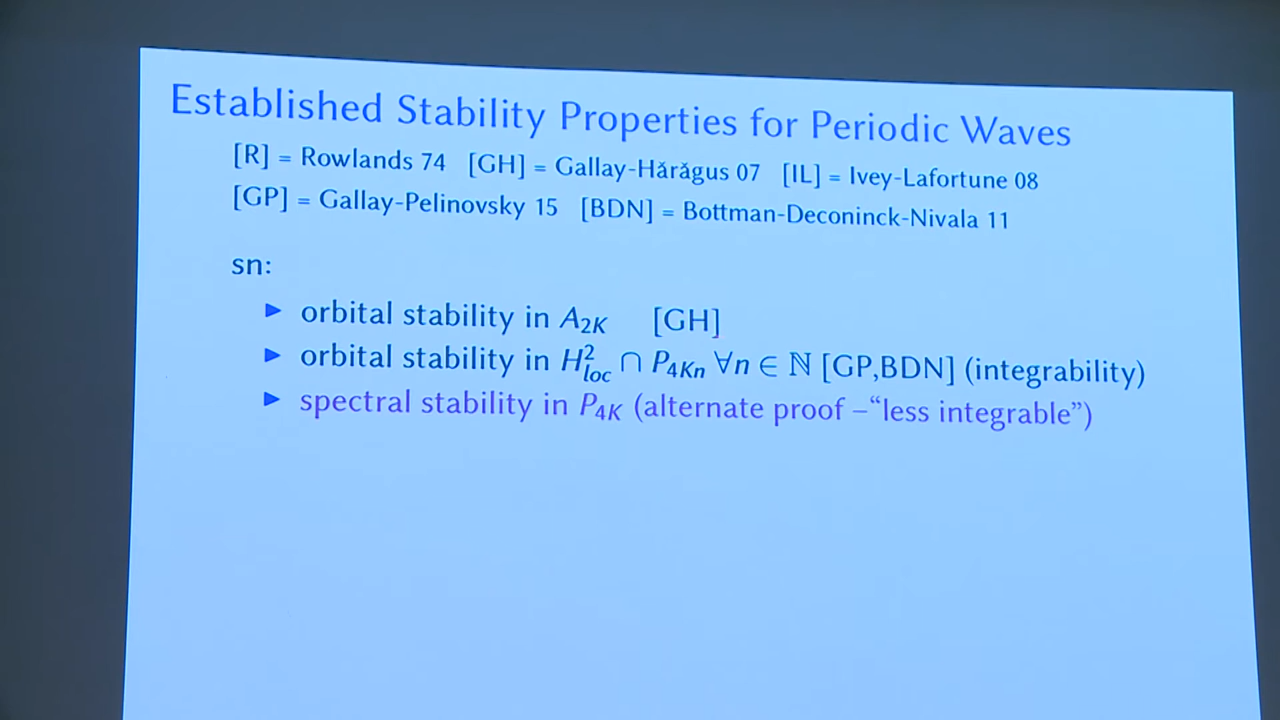 Established Stability Properties for Periodic Waves
[R] = Rowlands 74 [GH] = Gallay-Hărăgus 07 [IL] = Ivey-Lafortune 08
[GP] = Gallay-Pelinovsky 15 [BDN] = Bottman-Deconinck-Nivala 11
sn:
▶ orbital stability in A₂K [GH]
▶ orbital stability in H²loc ∩ P₄Kn ∀n ∈ ℕ [GP,BDN] (integrability)
▶ spectral stability in P₄K (alternate proof –“less integrable”)